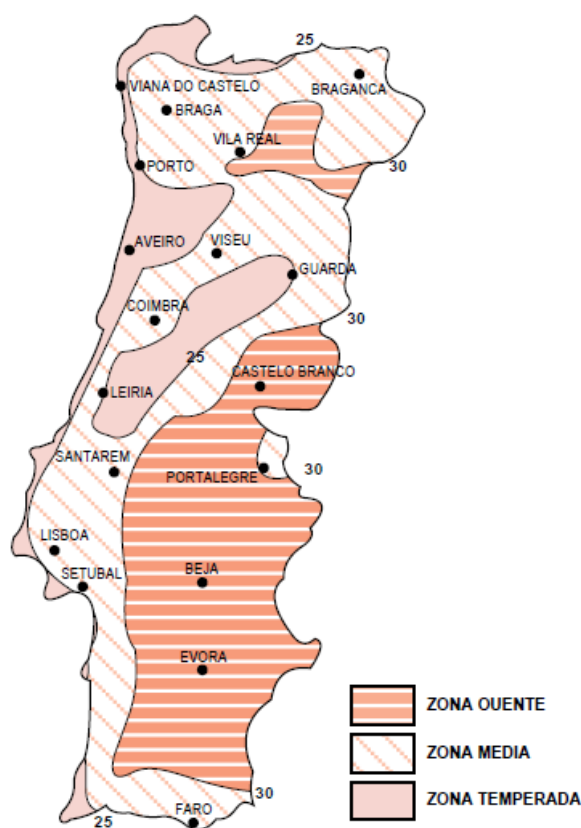 25
BRAGANCA
VIANA DO CASTELO
BRAGA
VILA REAL
PORTO
30
AVEIRO
VISEU
GUARDA
COIMBRA
30
25
CASTELO BRANCO
LEIRIA
SANTAREM
PORTALEGRE
30
LISBOA
SETUBAL
BEJA
EVORA
ZONA OUENTE
ZONA MEDIA
30
ZONA TEMPERADA
FARO
25